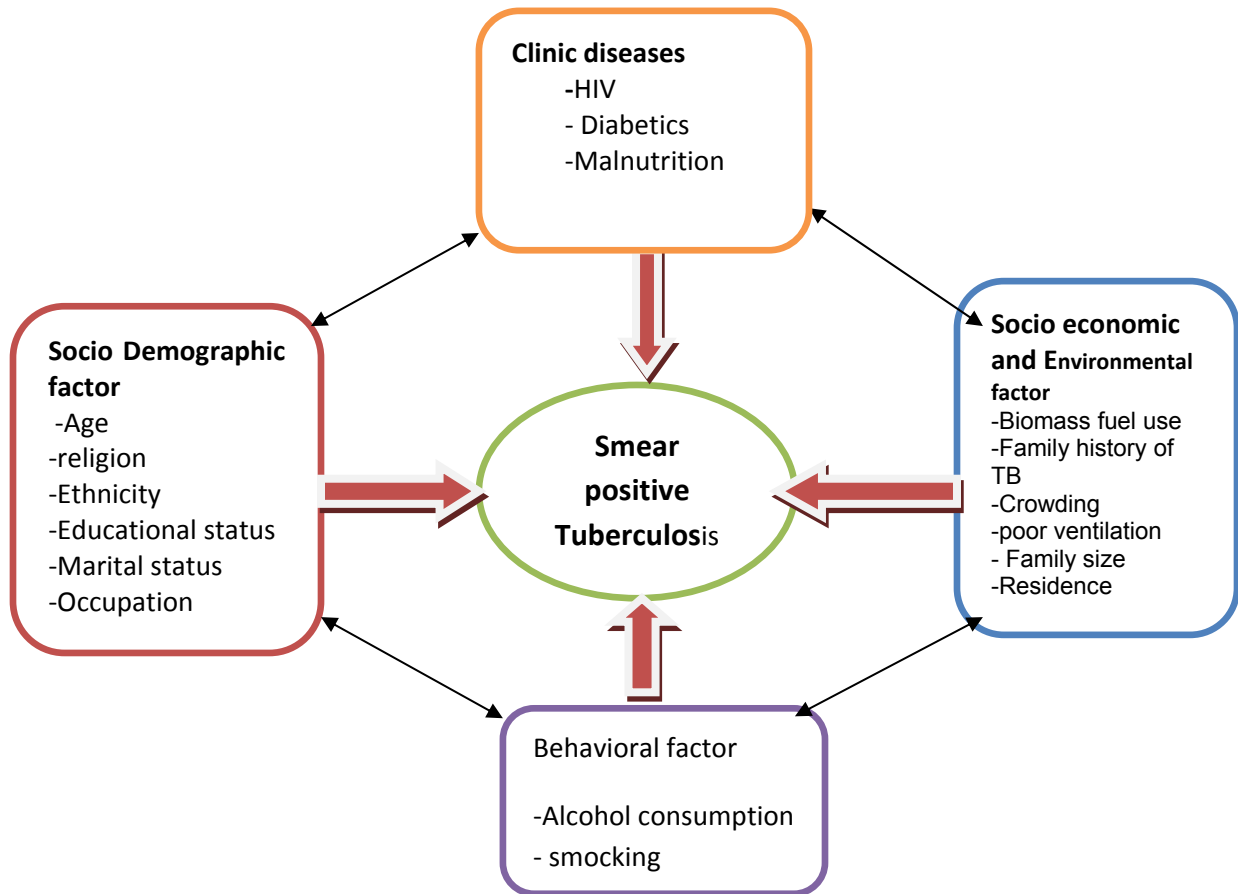 Clinic diseases
-HIV
- Diabetics
-Malnutrition
Socio Demographic
factor
-Age
-religion
-Ethnicity
-Educational status
-Marital status
-Occupation
Smear
positive
Tuberculosis
Socio economic
and Environmental
factor
-Biomass fuel use
-Family history of
TB
-Crowding
-poor ventilation
- Family size
-Residence
Behavioral factor
-Alcohol consumption
- smocking